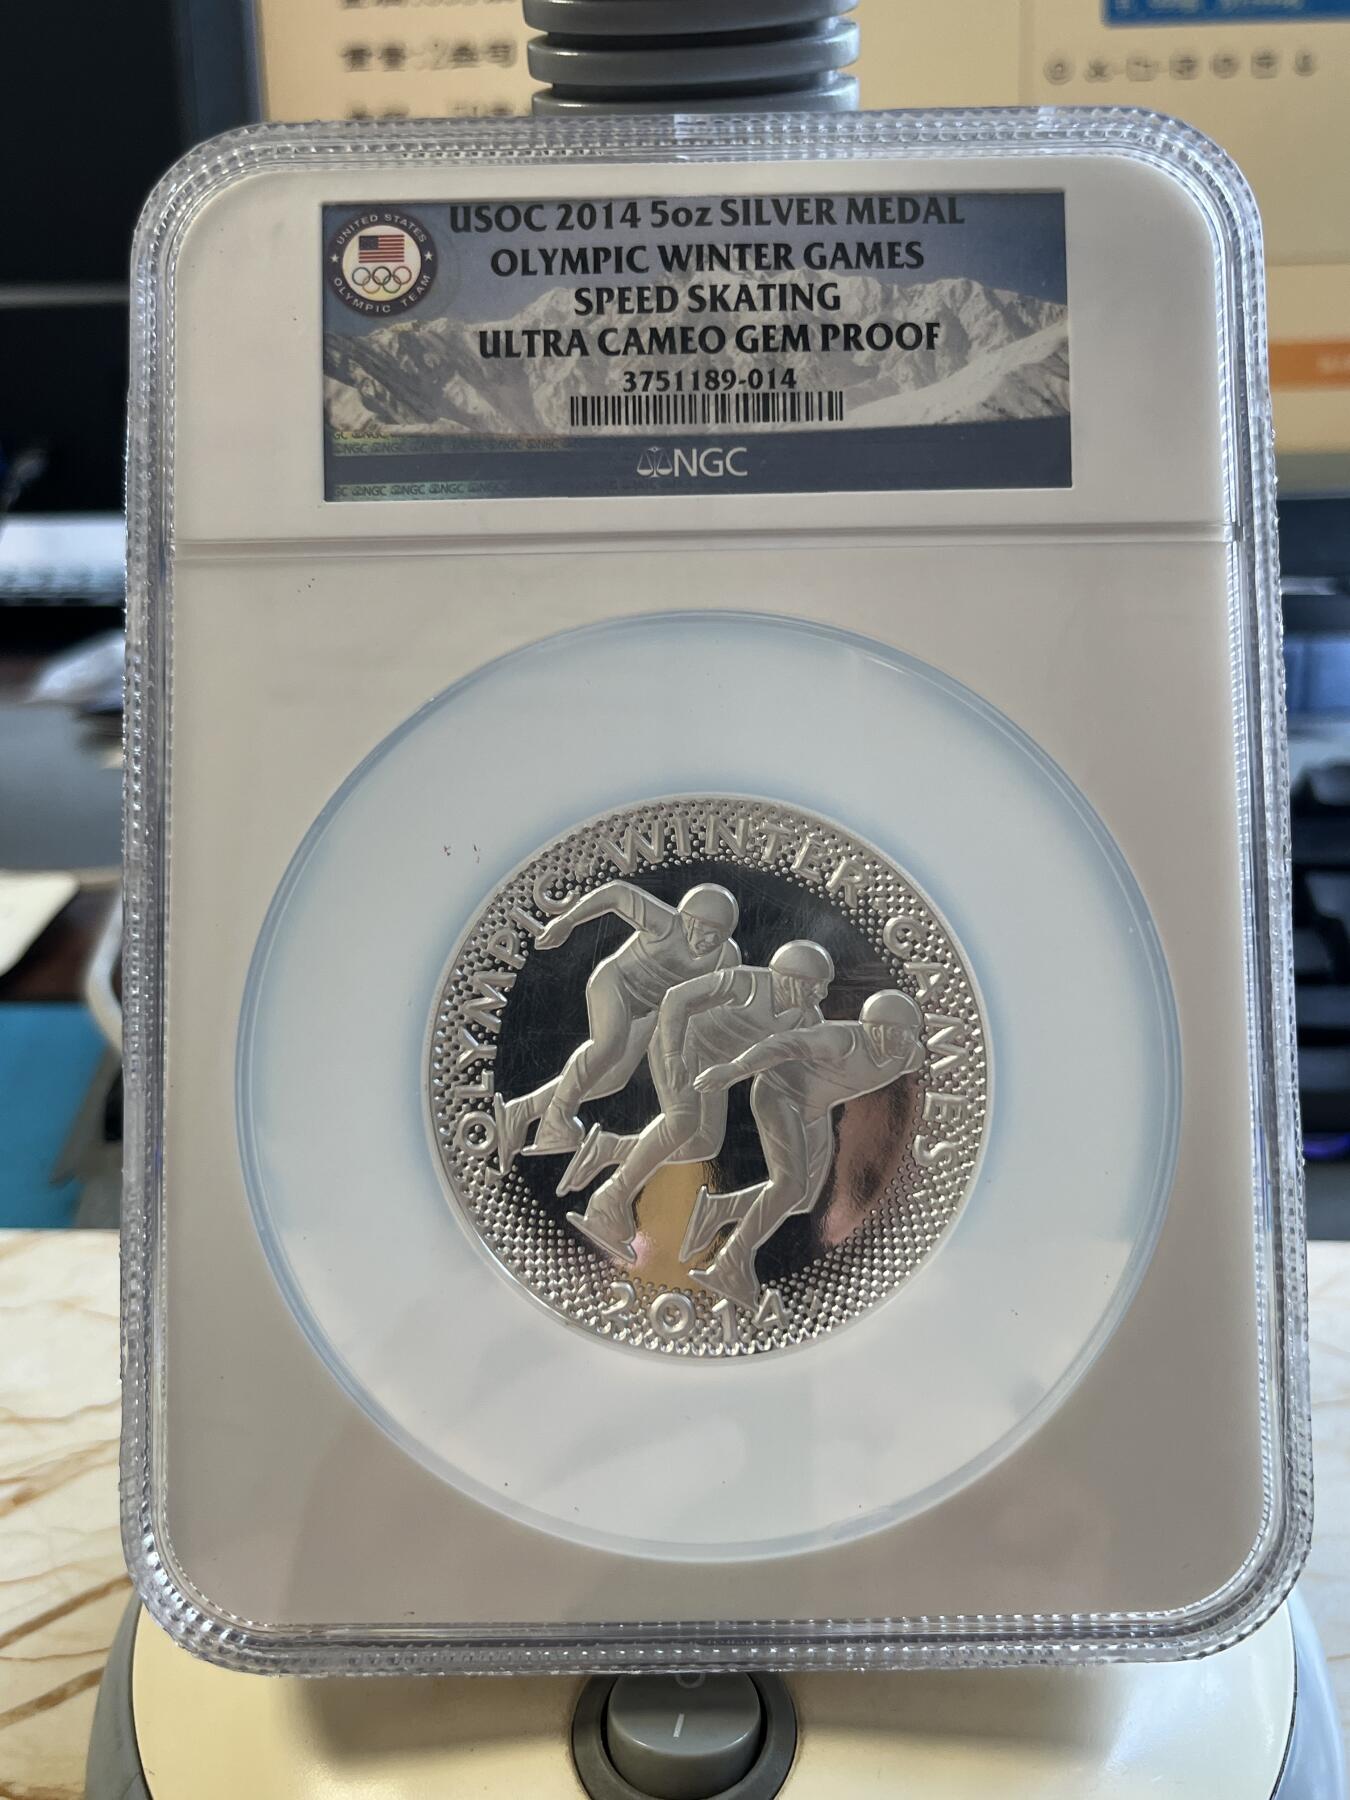 UNITED STATES
OLYMPIC TEAM
USOC 2014 5oz SILVER MEDAL
OLYMPIC WINTER GAMES
SPEED SKATING
ULTRA CAMEO GEM PROOF
3751189-014
NGC
OLYMPIC WINTER GAMES
2014